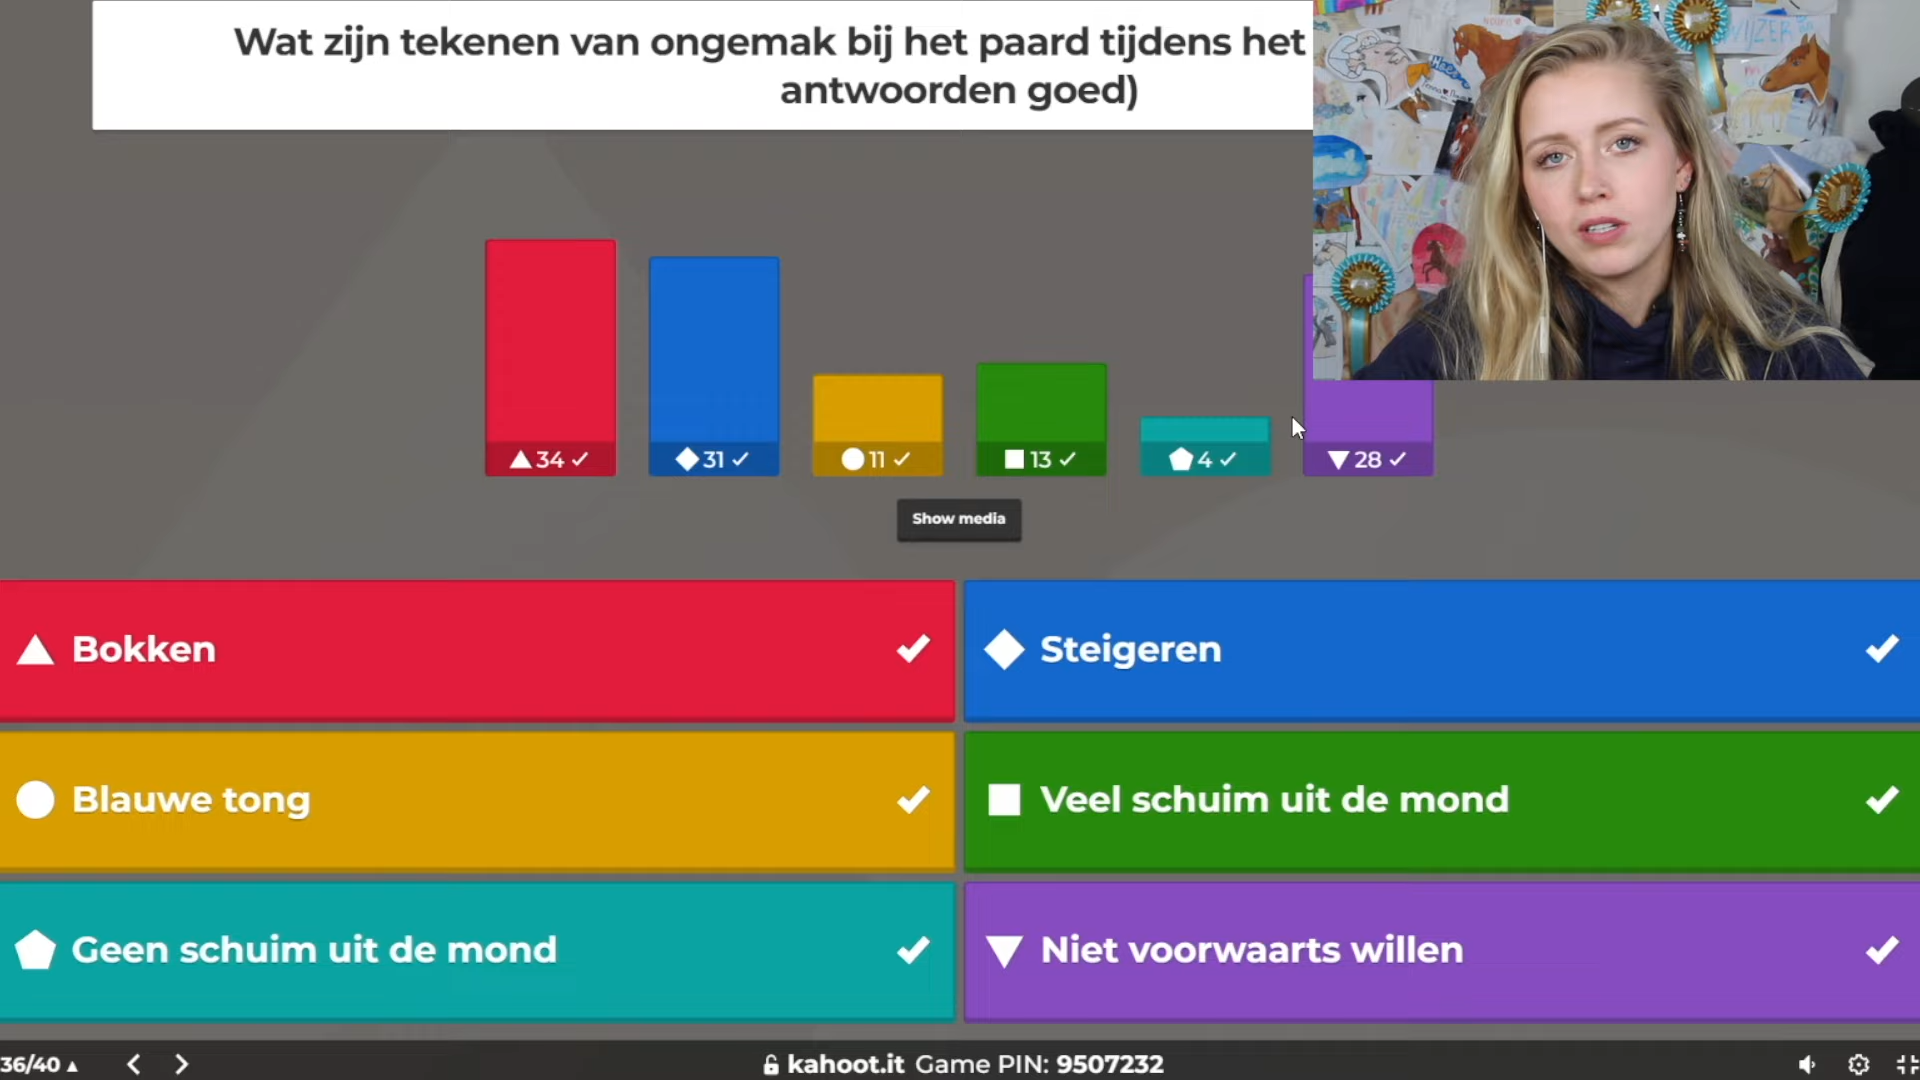 Wat zijn tekenen van ongemak bij het paard tijdens het
antwoorden goed)
34
31
11
13
4
28
Show media
Bokken
Steigeren
Blauwe tong
Veel schuim uit de mond
Geen schuim uit de mond
Niet voorwaarts willen
36/40
kahoot.it Game PIN: 9507232